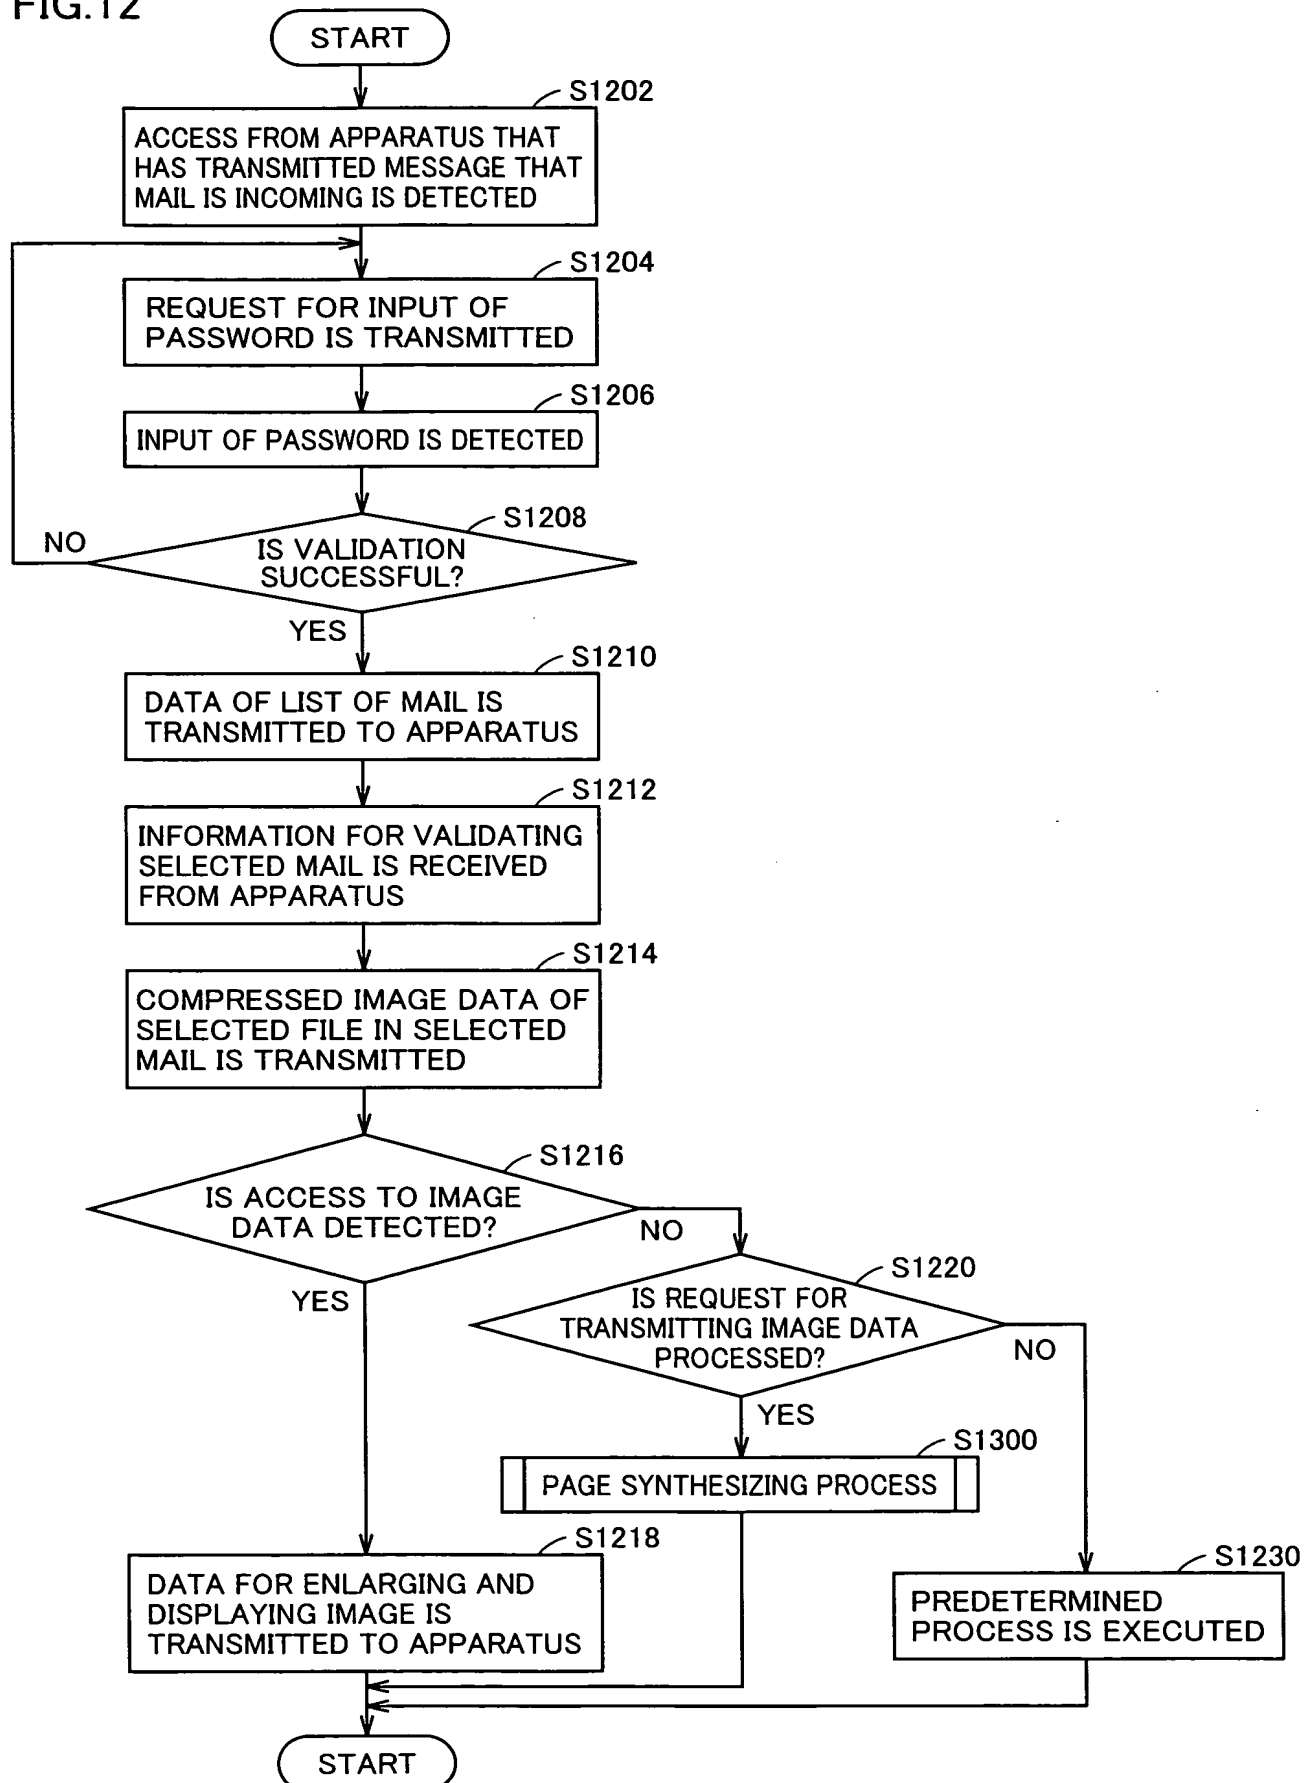 FIG.12
START
S1202
ACCESS FROM APPARATUS THAT
HAS TRANSMITTED MESSAGE THAT
MAIL IS INCOMING IS DETECTED
S1204
REQUEST FOR INPUT OF
PASSWORD IS TRANSMITTED
S1206
INPUT OF PASSWORD IS DETECTED
S1208
NO
IS VALIDATION
SUCCESSFUL?
YES
S1210
DATA OF LIST OF MAIL IS
TRANSMITTED TO APPARATUS
S1212
INFORMATION FOR VALIDATING
SELECTED MAIL IS RECEIVED
FROM APPARATUS
S1214
COMPRESSED IMAGE DATA OF
SELECTED FILE IN SELECTED
MAIL IS TRANSMITTED
S1216
IS ACCESS TO IMAGE
DATA DETECTED?
NO
YES
S1220
IS REQUEST FOR
TRANSMITTING IMAGE DATA
PROCESSED?
NO
YES
S1300
PAGE SYNTHESIZING PROCESS
S1218
DATA FOR ENLARGING AND
DISPLAYING IMAGE IS
TRANSMITTED TO APPARATUS
S1230
PREDETERMINED
PROCESS IS EXECUTED
START